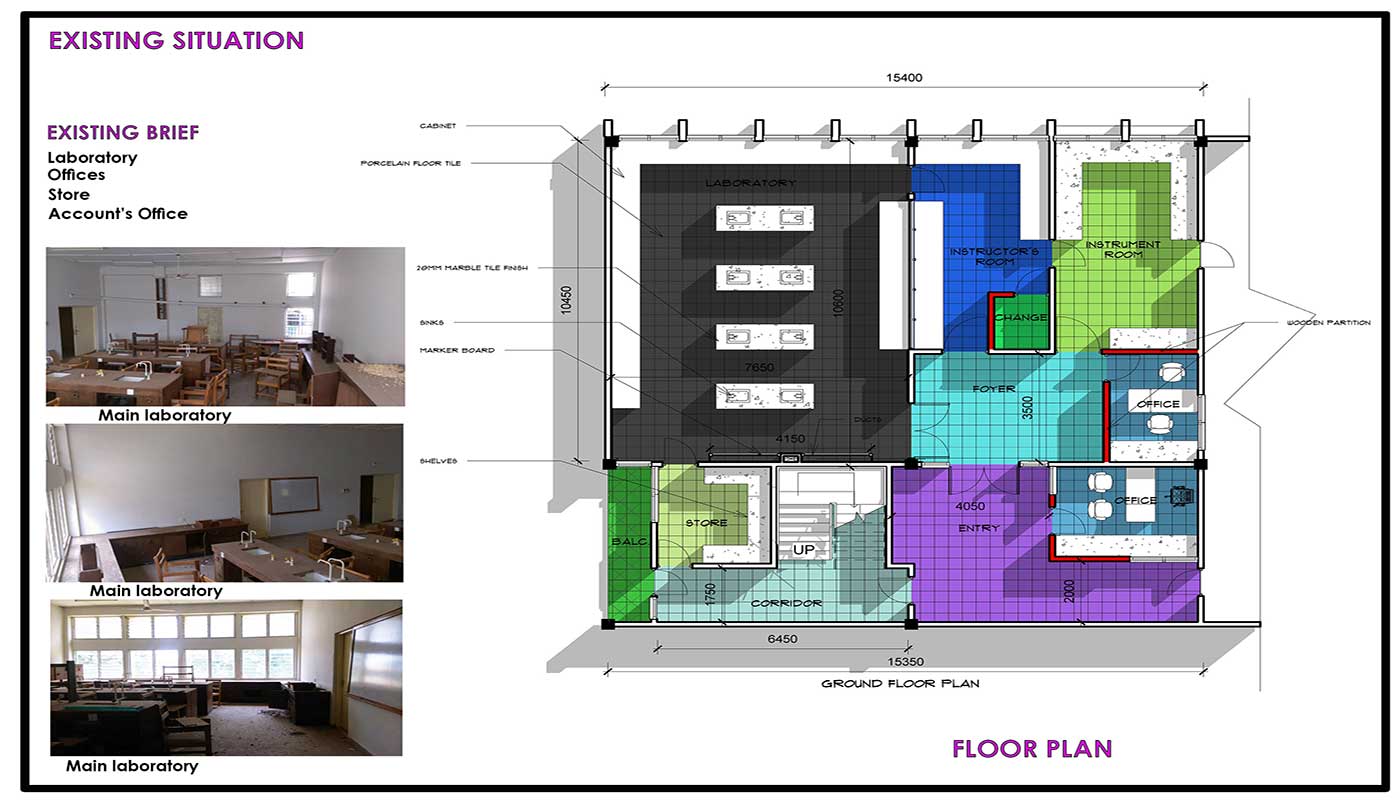 EXISTING SITUATION
EXISTING BRIEF
Laboratory
Offices
Store
Account's Office
Main laboratory
Main laboratory
Main laboratory
15400
CABINET
PORCELAIN FLOOR TILE
20MM MARBLE TILE FINISH
SINKS
MARKER BOARD
SHELVES
10450
LABORATORY
10600
7650
4150
DUCTS
INSTRUCTOR'S
ROOM
INSTRUMENT
ROOM
CHANGE
WOODEN PARTITION
FOYER
3500
OFFICE
OFFICE
4050
ENTRY
STORE
BALC
UP
1750
CORRIDOR
2000
6450
15350
GROUND FLOOR PLAN
FLOOR PLAN